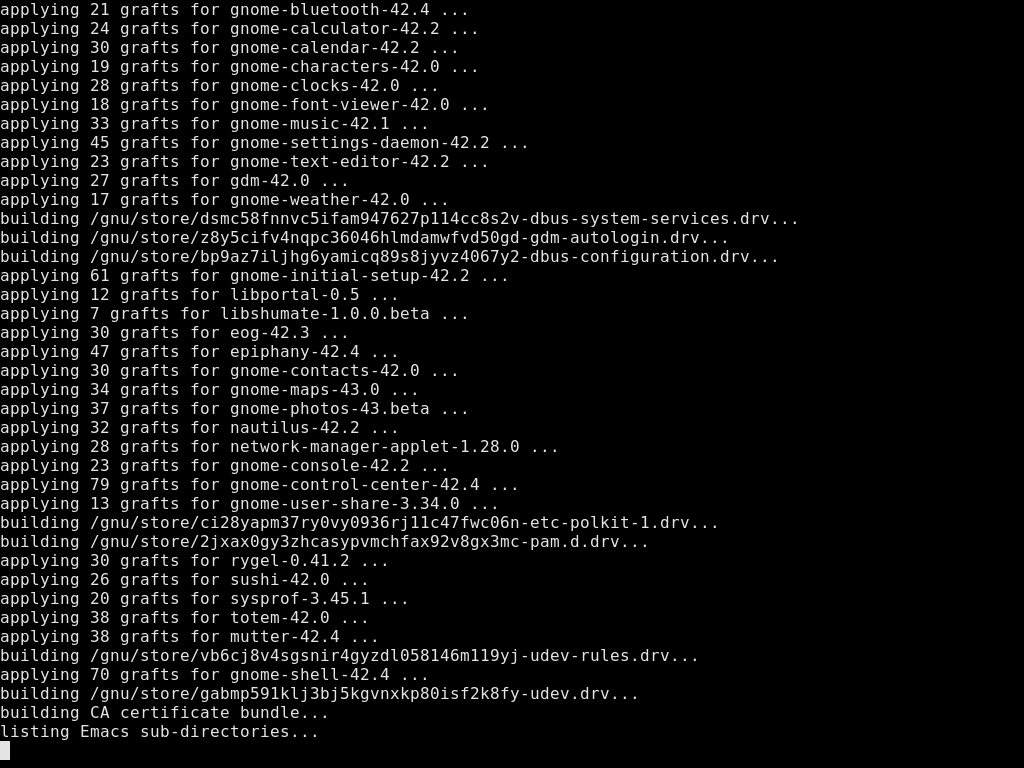 applying 21 grafts for gnome-bluetooth-42.4 ...
applying 24 grafts for gnome-calculator-42.2 ...
applying 30 grafts for gnome-calendar-42.2 ...
applying 19 grafts for gnome-characters-42.0 ...
applying 28 grafts for gnome-clocks-42.0 ...
applying 18 grafts for gnome-font-viewer-42.0 ...
applying 33 grafts for gnome-music-42.1 ...
applying 45 grafts for gnome-settings-daemon-42.2 ...
applying 23 grafts for gnome-text-editor-42.2 ...
applying 27 grafts for gdm-42.0 ...
applying 17 grafts for gnome-weather-42.0 ...
building /gnu/store/dsmc58fnnvc5ifam947627p114cc8s2v-dbus-system-services.drv...
building /gnu/store/z8y5cifv4nqpc36046hlmdamwfvd50gd-gdm-autologin.drv...
building /gnu/store/bp9az7iljhg6yamicq89s8jyvz4067y2-dbus-configuration.drv...
applying 61 grafts for gnome-initial-setup-42.2 ...
applying 12 grafts for libportal-0.5 ...
applying 7 grafts for libshumate-1.0.0.beta ...
applying 30 grafts for eog-42.3 ...
applying 47 grafts for epiphany-42.4 ...
applying 30 grafts for gnome-contacts-42.0 ...
applying 34 grafts for gnome-maps-43.0 ...
applying 37 grafts for gnome-photos-43.beta ...
applying 32 grafts for nautilus-42.2 ...
applying 28 grafts for network-manager-applet-1.28.0 ...
applying 23 grafts for gnome-console-42.2 ...
applying 79 grafts for gnome-control-center-42.4 ...
applying 13 grafts for gnome-user-share-3.34.0 ...
building /gnu/store/ci28yapm37ry0vy0936rj11c47fwc06n-etc-polkit-1.drv...
building /gnu/store/2jxax0gy3zhcasypvmchfax92v8gx3mc-pam.d.drv...
applying 30 grafts for rygel-0.41.2 ...
applying 26 grafts for sushi-42.0 ...
applying 20 grafts for sysprof-3.45.1 ...
applying 38 grafts for totem-42.0 ...
applying 38 grafts for mutter-42.4 ...
building /gnu/store/vb6cj8v4sgsnir4gyzdl058146m119yj-udev-rules.drv...
applying 70 grafts for gnome-shell-42.4 ...
building /gnu/store/gabmp591klj3bj5kgvnxkp80isf2k8fy-udev.drv...
building CA certificate bundle...
listing Emacs sub-directories...